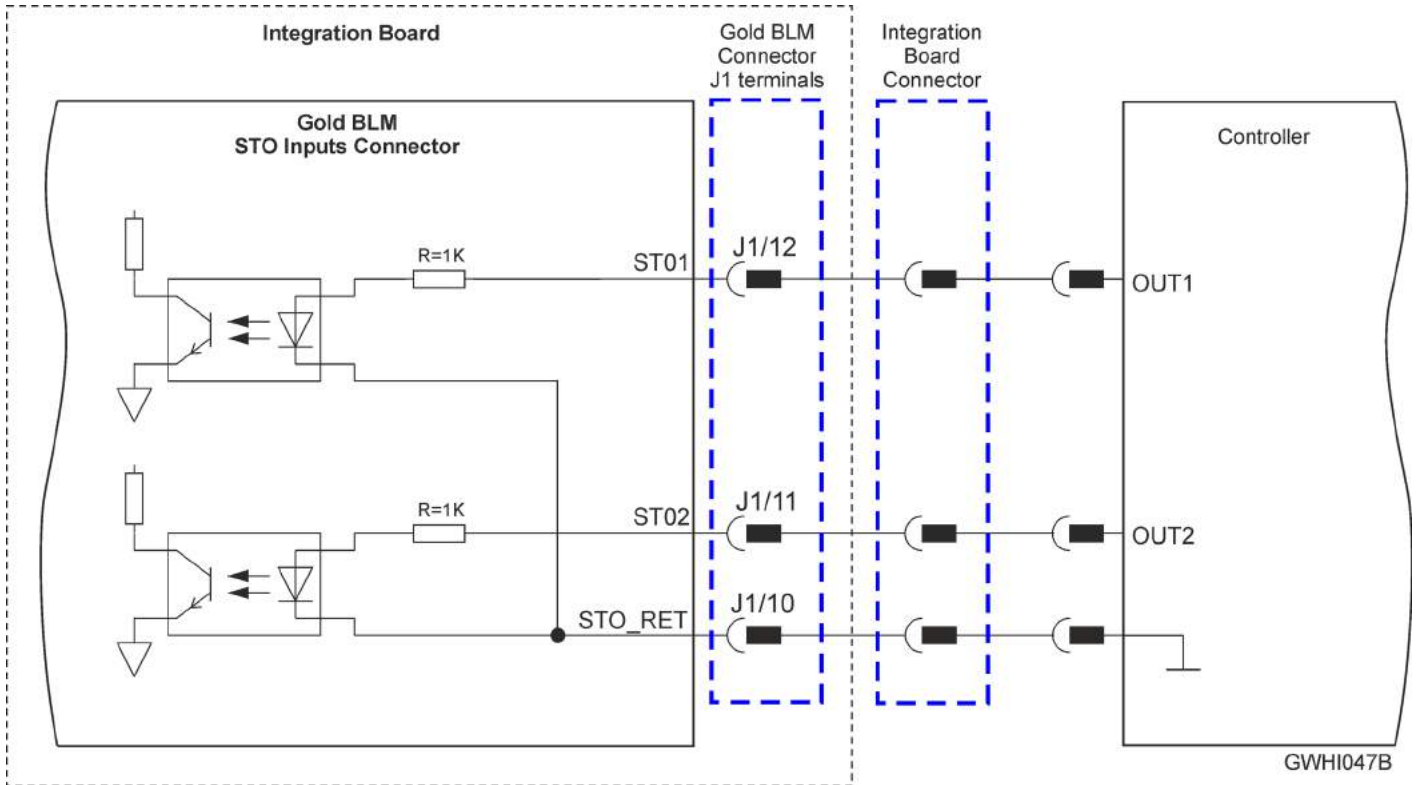 Integration Board
Gold BLM
Connector
J1 terminals
Integration
Board
Connector
Gold BLM
STO Inputs Connector
Controller
R=1K
ST01
J1/12
OUT1
R=1K
ST02
J1/11
OUT2
STO_RET
J1/10
GWHI047B